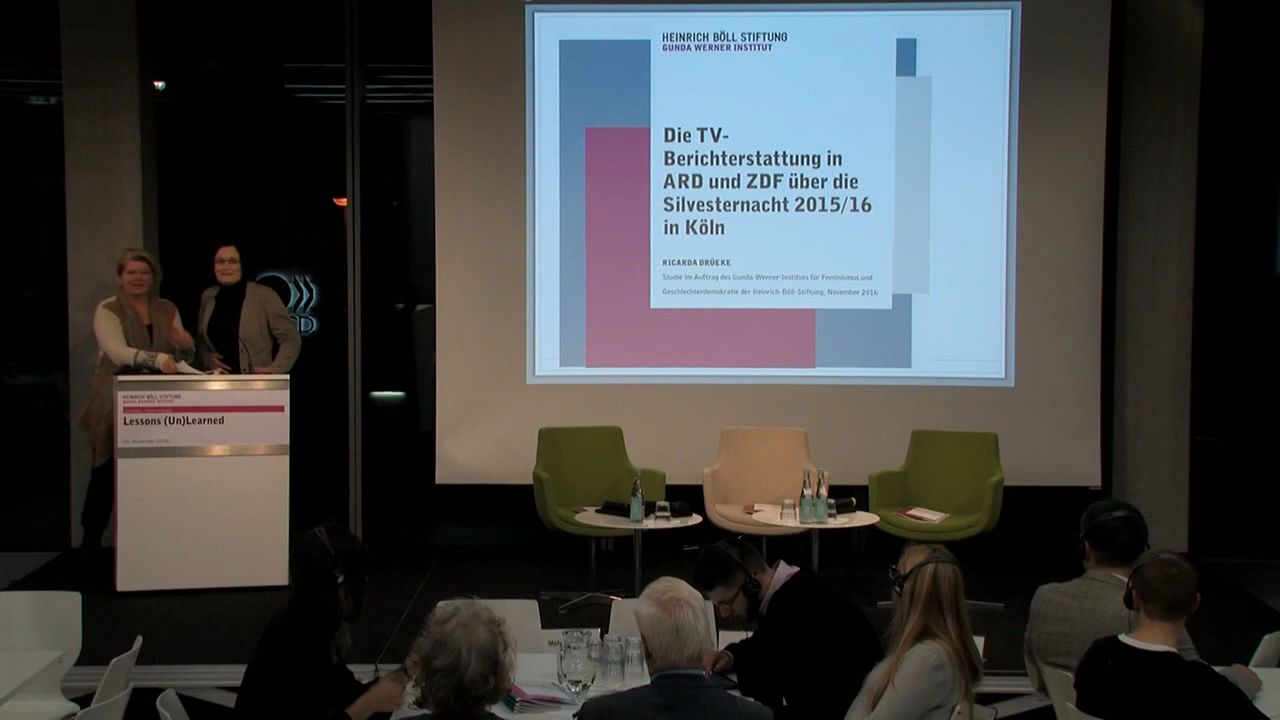 HEINRICH BÖLL STIFTUNG
GUNDA WERNER INSTITUT
Die TV-
Berichterstattung in
ARD und ZDF über die
Silvesternacht 2015/16
in Köln
RICARDA DRÜEKE
Studie im Auftrag des Gunda-Werner-Instituts für Feminismus und
Geschlechterdemokratie der Heinrich-Böll-Stiftung, November 2016
HEINRICH BÖLL STIFTUNG
GUNDA WERNER INSTITUT
Lessons (Un)Learned